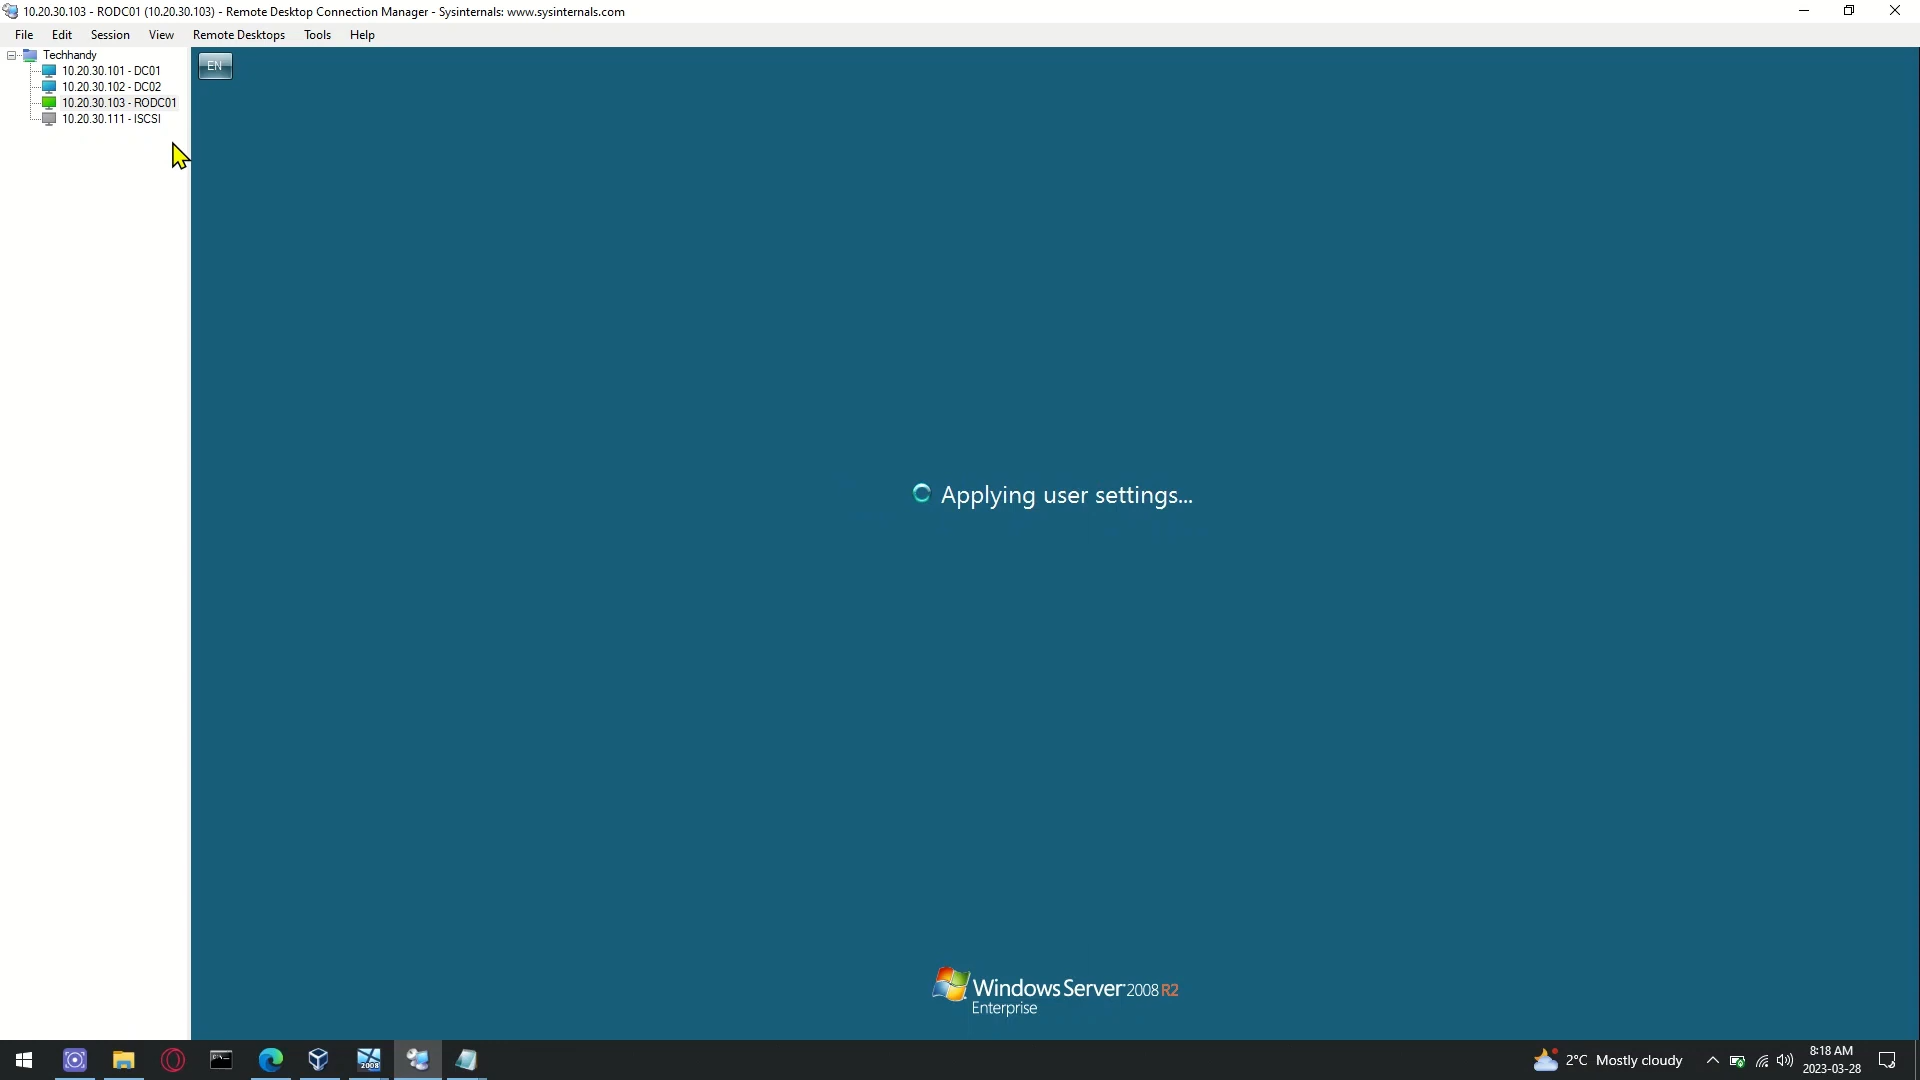 10.20.30.103 - RODC01 (10.20.30.103) - Remote Desktop Connection Manager - Sysinternals: www.sysinternals.com
File Edit Session View Remote Desktops Tools Help
Techhandy
10.20.30.101 - DC01
10.20.30.102 - DC02
10.20.30.103 - RODC01
10.20.30.111 - ISCSI
EN
Applying user settings...
Windows Server 2008 R2
Enterprise
2008
2°C Mostly cloudy
8:18 AM
2023-03-28